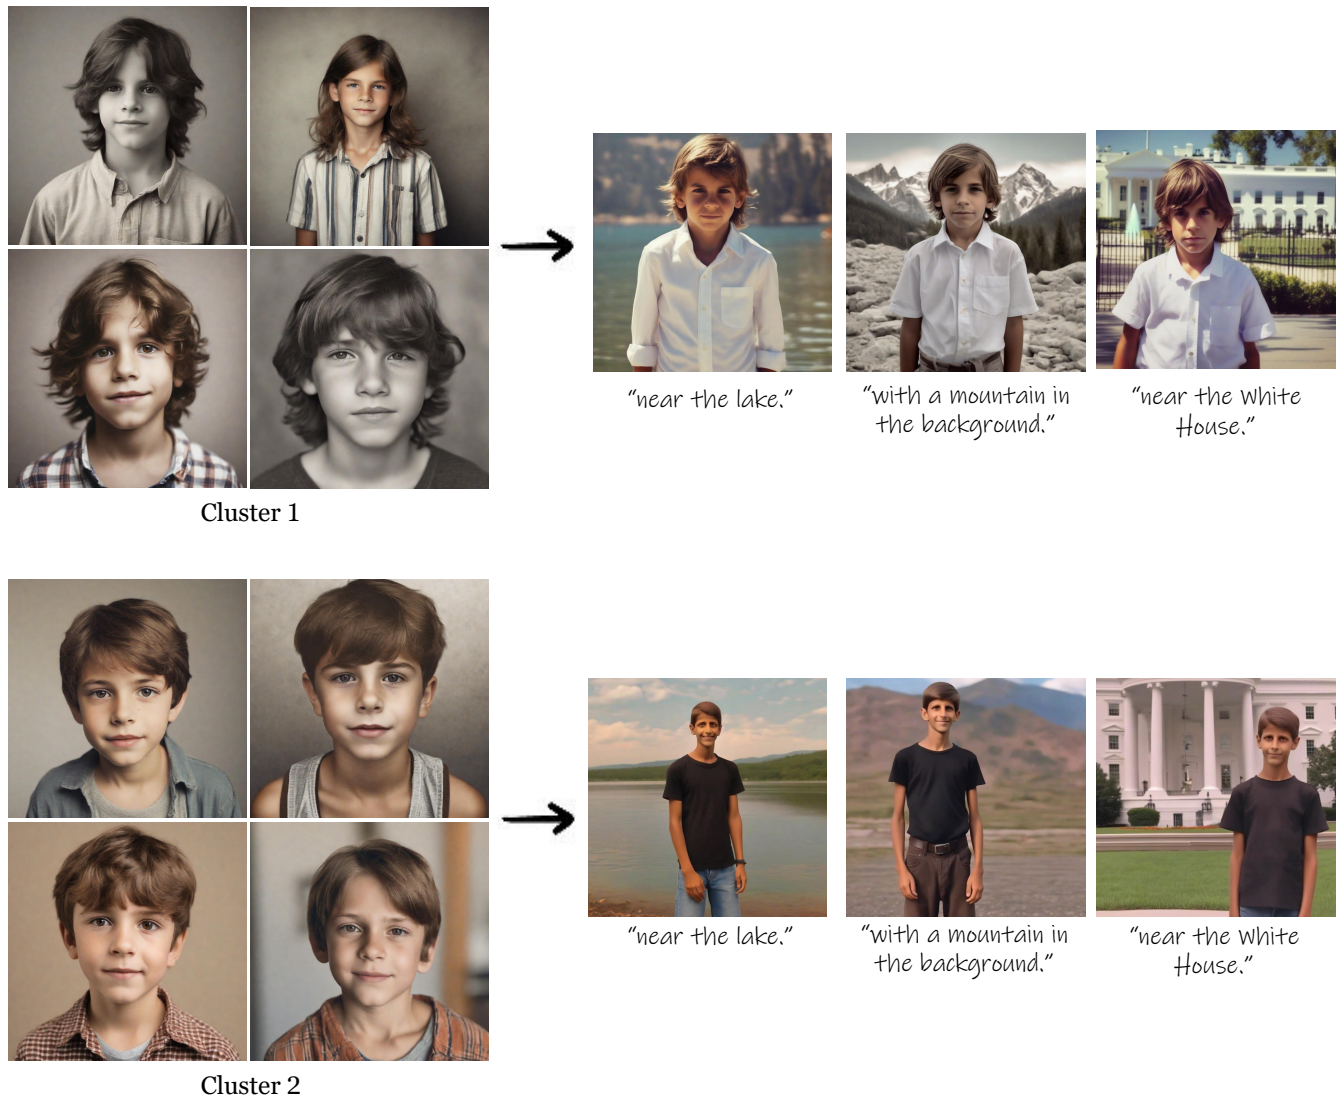 “near the lake.”
“with a mountain in
the background.”
“near the White
House.”
Cluster 1
“near the lake.”
“with a mountain in
the background.”
“near the White
House.”
Cluster 2